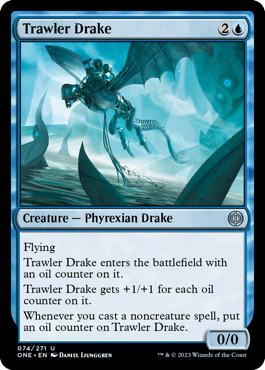 Trawler Drake 2
Creature — Phyrexian Drake
Flying
Trawler Drake enters the battlefield with
an oil counter on it.
Trawler Drake gets +1/+1 for each oil
counter on it.
Whenever you cast a noncreature spell, put
an oil counter on Trawler Drake.
0/0
074/271 U
ONE • EN Daniel Ljunggren
™ & © 2023 Wizards of the Coast